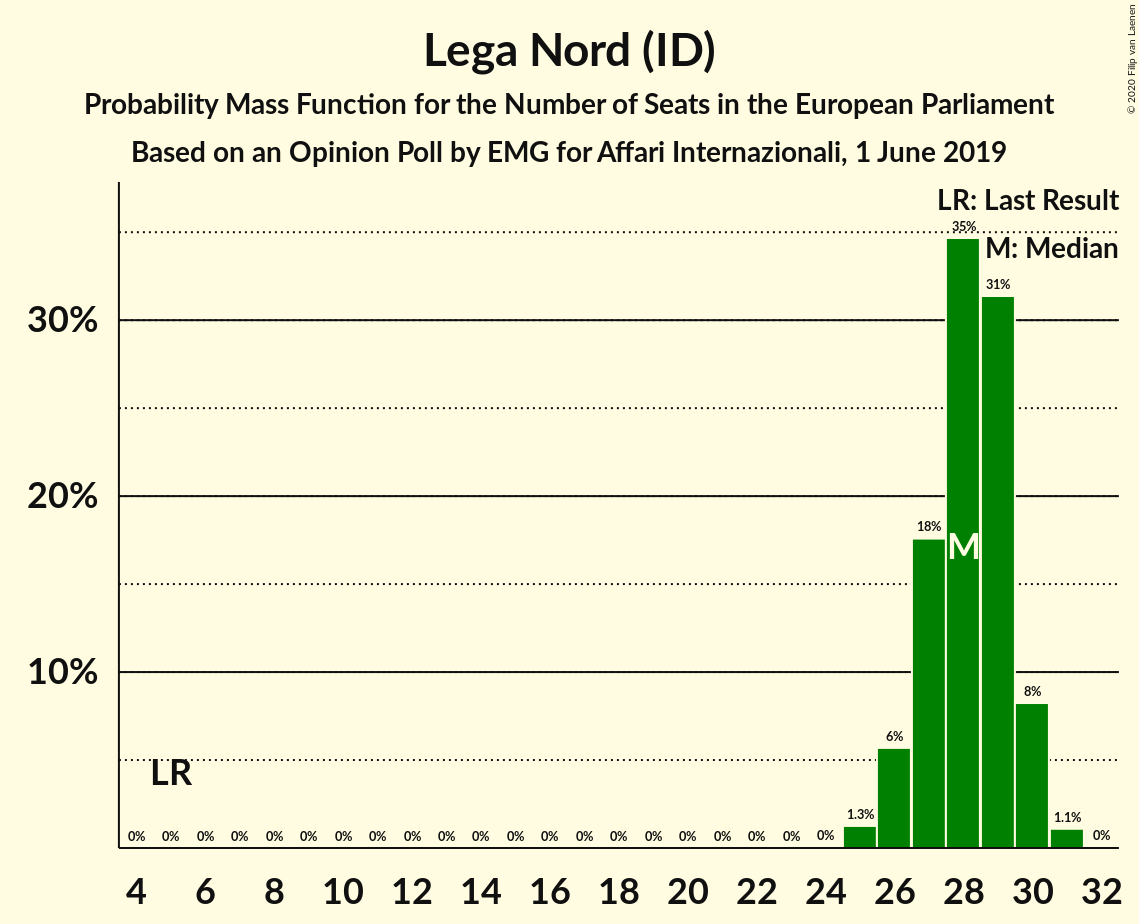 Lega Nord (ID)
Probability Mass Function for the Number of Seats in the European Parliament
Based on an Opinion Poll by EMG for Affari Internazionali, 1 June 2019
© 2020 Filip van Laenen
LR: Last Result
M: Median
35%
31%
30%
20%
18%
M
10%
8%
6%
LR
1.3%
1.1%
0% 0% 0% 0% 0% 0% 0% 0% 0% 0% 0% 0% 0% 0% 0% 0% 0% 0% 0% 0% 0% 0%
4 6 8 10 12 14 16 18 20 22 24 26 28 30 32